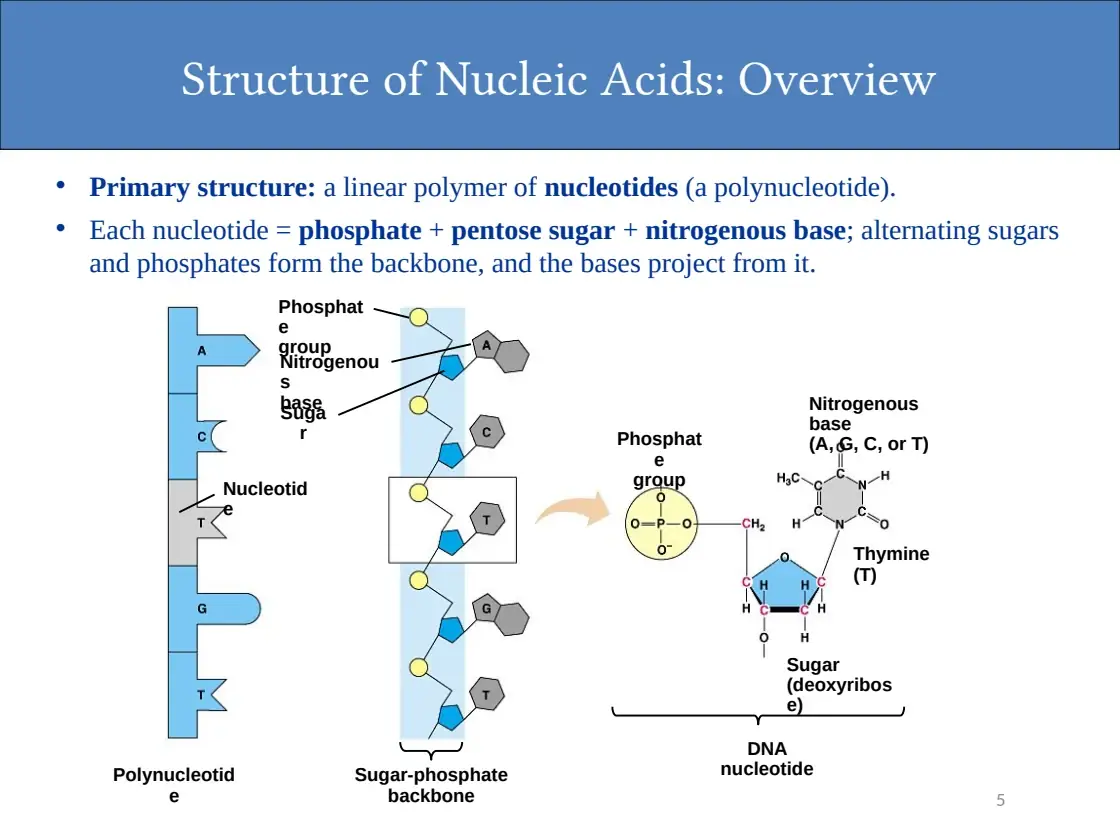 Structure of Nucleic Acids: Overview
• Primary structure: a linear polymer of nucleotides (a polynucleotide).
• Each nucleotide = phosphate + pentose sugar + nitrogenous base; alternating sugars
and phosphates form the backbone, and the bases project from it.
Phosphat
e
group
Nitrogenou
s
base
Suga
r
A
C
Nucleotid
e
T
G
T
A
C
T
G
T
Phosphat
e
group
Nitrogenous
base
(A, G, C, or T)
O
H₃C
C
C
N
H
C
C
H
N
O
O
O
P
O
O⁻
CH₂
Thymine
(T)
O
C
H
H
C
H
C
C
H
O
H
Sugar
(deoxyribos
e)
DNA
nucleotide
Polynucleotid
e
Sugar-phosphate
backbone
5